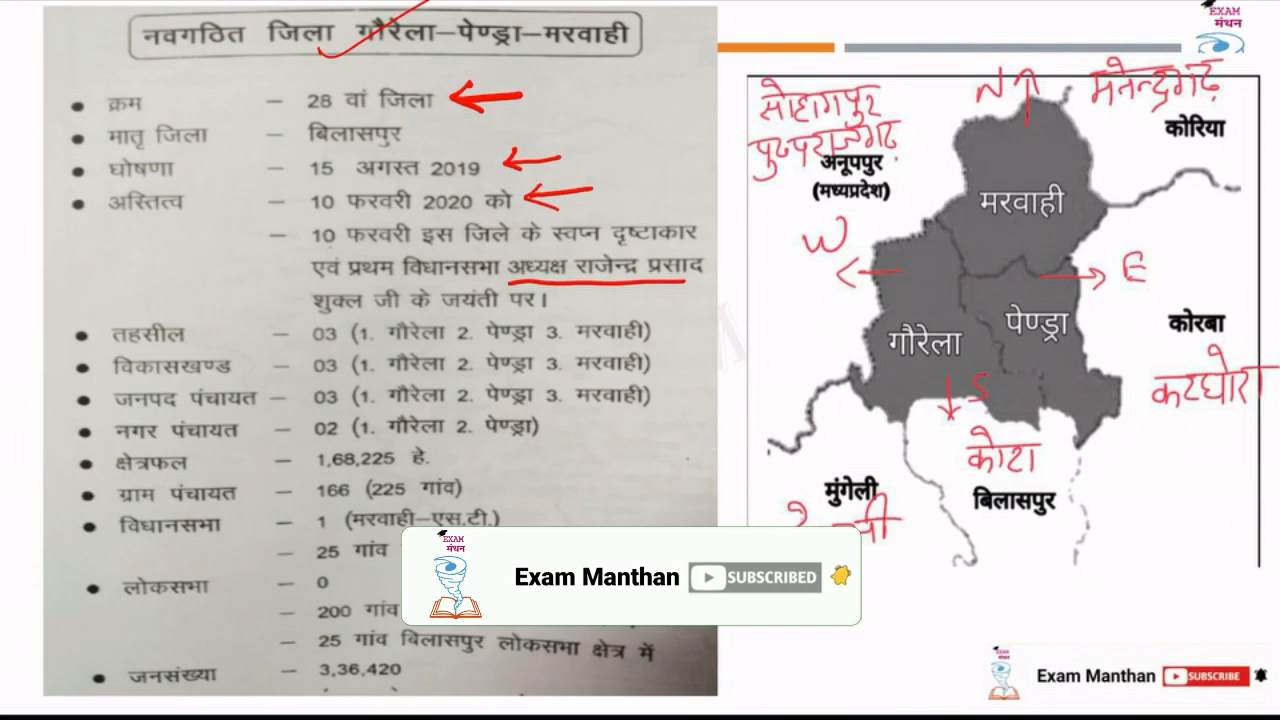 नवगठित जिला गौरेला–पेण्ड्रा–मरवाही
• क्रम – 28 वां जिला
• मातृ जिला – बिलासपुर
• घोषणा – 15 अगस्त 2019
• अस्तित्व – 10 फरवरी 2020 को
– 10 फरवरी इस जिले के स्वप्न दृष्टाकार
एवं प्रथम विधानसभा अध्यक्ष राजेन्द्र प्रसाद
शुक्ल जी के जयंती पर।
• तहसील – 03 (1. गौरेला 2. पेण्ड्रा 3. मरवाही)
• विकासखण्ड – 03 (1. गौरेला 2. पेण्ड्रा 3. मरवाही)
• जनपद पंचायत – 03 (1. गौरेला 2. पेण्ड्रा 3. मरवाही)
• नगर पंचायत – 02 (1. गौरेला 2. पेण्ड्रा)
• क्षेत्रफल – 1,68,225 हे.
• ग्राम पंचायत – 166 (225 गांव)
• विधानसभा – 1 (मरवाही–एस.टी.)
– 25 गांव
• लोकसभा – 0
– 200 गांव
– 25 गांव बिलासपुर लोकसभा क्षेत्र में
• जनसंख्या – 3,36,420
EXAM
मंथन
सोहागपुर
N
मनेन्द्रगढ़
कोरिया
अनूपपुर
(मध्यप्रदेश)
मरवाही
W
E
गौरेला
पेण्ड्रा
कोरबा
कटघोरा
S
कोटा
मुंगेली
बिलासपुर
EXAM
मंथन
Exam Manthan SUBSCRIBED
EXAM
मंथन
Exam Manthan SUBSCRIBE